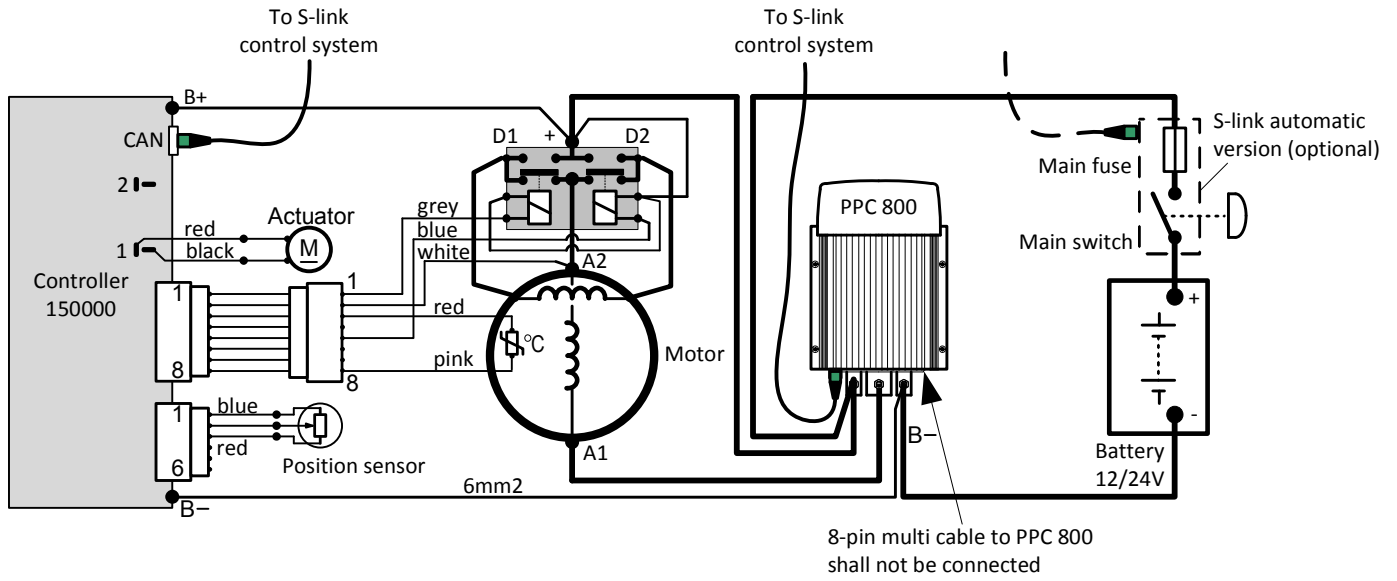 To S-link
control system
To S-link
control system
B+
CAN
D1
+
D2
S-link automatic
version (optional)
Main fuse
2
grey
PPC 800
red
Actuator
blue
1
black
M
white
Main switch
A2
Controller
150000
1
1
red
+
°C
Motor
pink
8
8
1
blue
B−
-
red
A1
Battery
12/24V
6
Position sensor
6mm2
B−
8-pin multi cable to PPC 800
shall not be connected